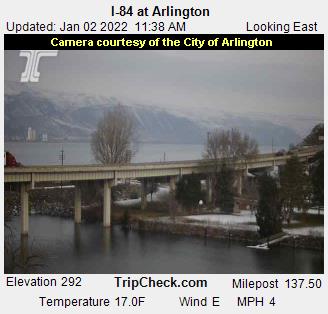 I-84 at Arlington
Updated: Jan 02 2022 11:38 AM Looking East
Camera courtesy of the City of Arlington
Elevation 292 TripCheck.com Milepost 137.50
Temperature 17.0F Wind E MPH 4